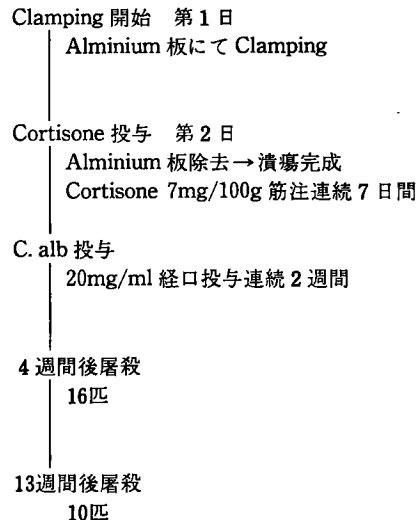 Clamping 開始 第1日
Alminium 板にて Clamping
Cortisone 投与 第2日
Alminium 板除去→潰瘍完成
Cortisone 7mg/100g 筋注連続7日間
C. alb 投与
20mg/ml 経口投与連続2週間
4週間後屠殺
16匹
13週間後屠殺
10匹